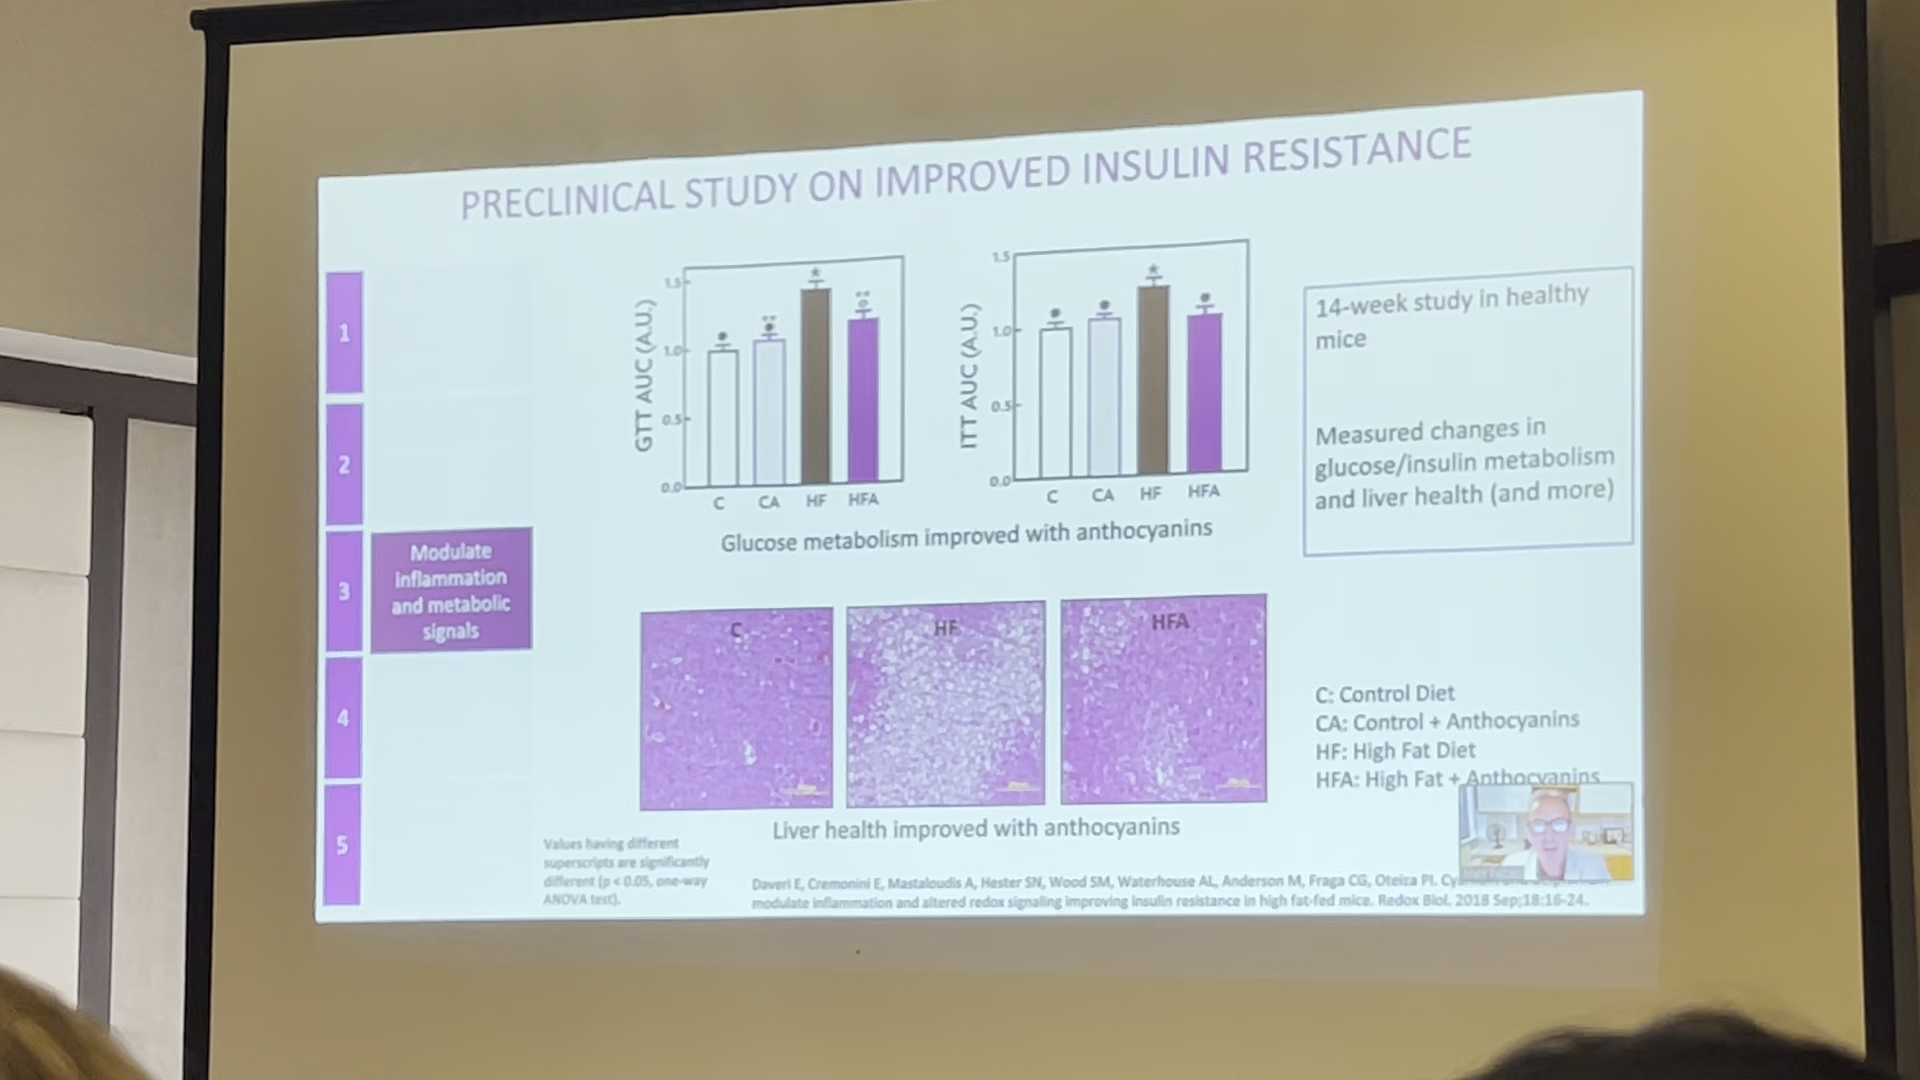 PRECLINICAL STUDY ON IMPROVED INSULIN RESISTANCE
1
2
3
4
5
Modulate
inflammation
and metabolic
signals
GTT AUC (A.U.)
1.5
1.0
0.5
0.0
C CA HF HFA
ITT AUC (A.U.)
1.5
1.0
0.5
0.0
C CA HF HFA
Glucose metabolism improved with anthocyanins
C
HF
HFA
Liver health improved with anthocyanins
14-week study in healthy
mice
Measured changes in
glucose/insulin metabolism
and liver health (and more)
C: Control Diet
CA: Control + Anthocyanins
HF: High Fat Diet
HFA: High Fat + Anthocyanins
Values having different
superscripts are significantly
different (p < 0.05, one-way
ANOVA test).
Daveri E, Cremonini E, Mastaloudis A, Hester SN, Wood SM, Waterhouse AL, Anderson M, Fraga CG, Oteiza PI.
modulate inflammation and altered redox signaling improving insulin resistance in high fat-fed mice. Redox Biol. 2018 Sep;18:16-24.